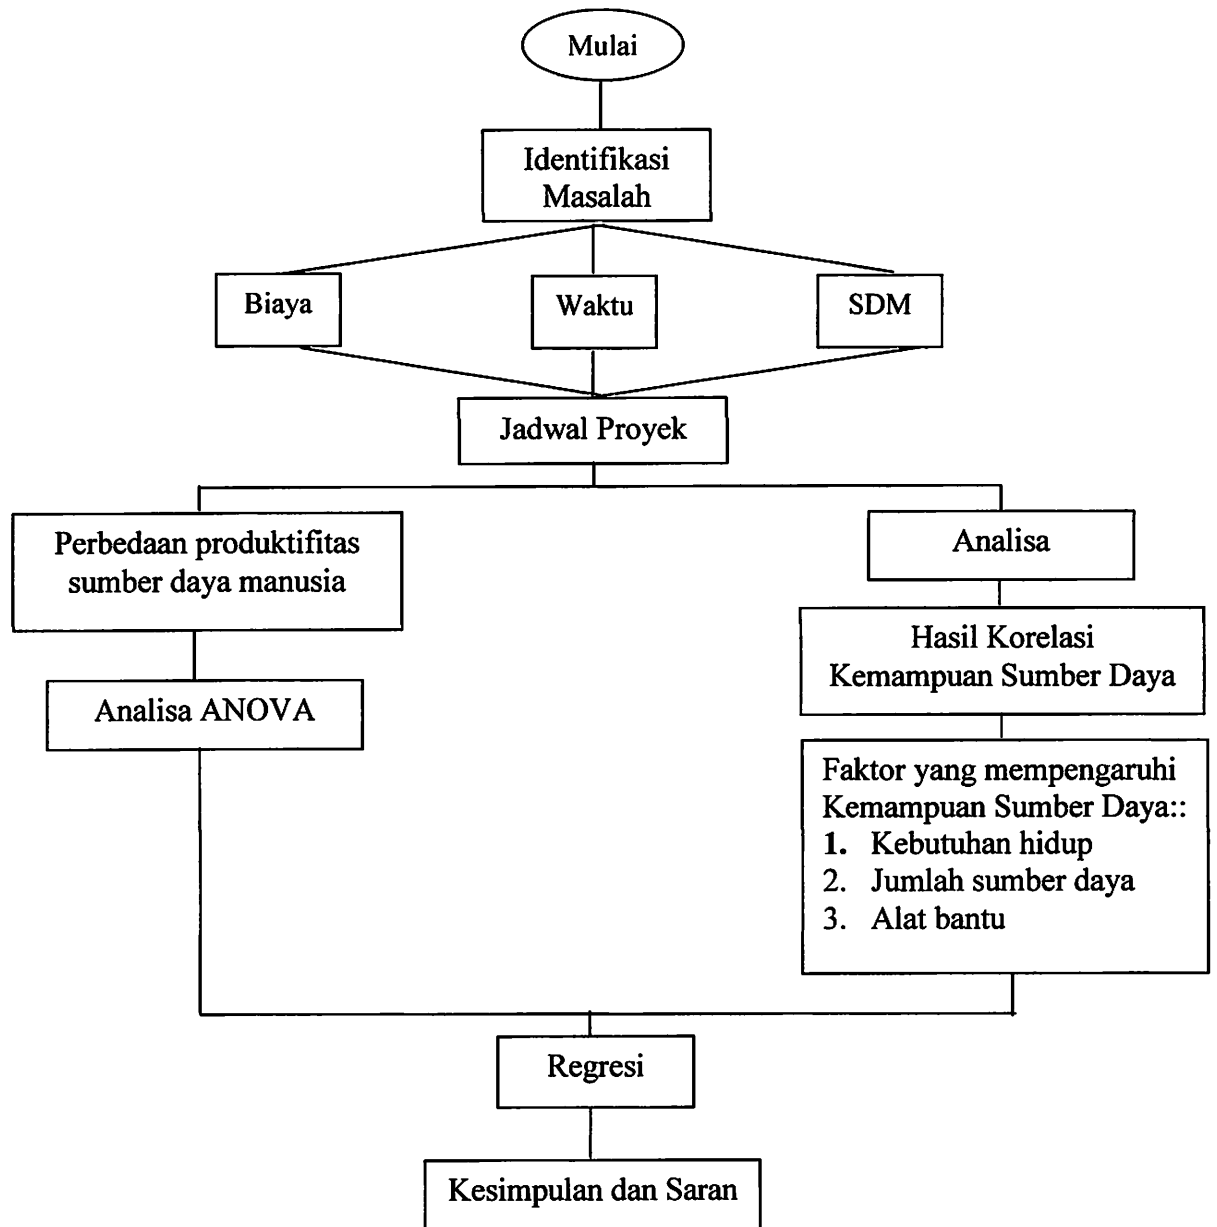 Mulai
Identifikasi
Masalah
Biaya
Waktu
SDM
Jadwal Proyek
Perbedaan produktifitas
sumber daya manusia
Analisa ANOVA
Analisa
Hasil Korelasi
Kemampuan Sumber Daya
Faktor yang mempengaruhi
Kemampuan Sumber Daya::
1. Kebutuhan hidup
2. Jumlah sumber daya
3. Alat bantu
Regresi
Kesimpulan dan Saran